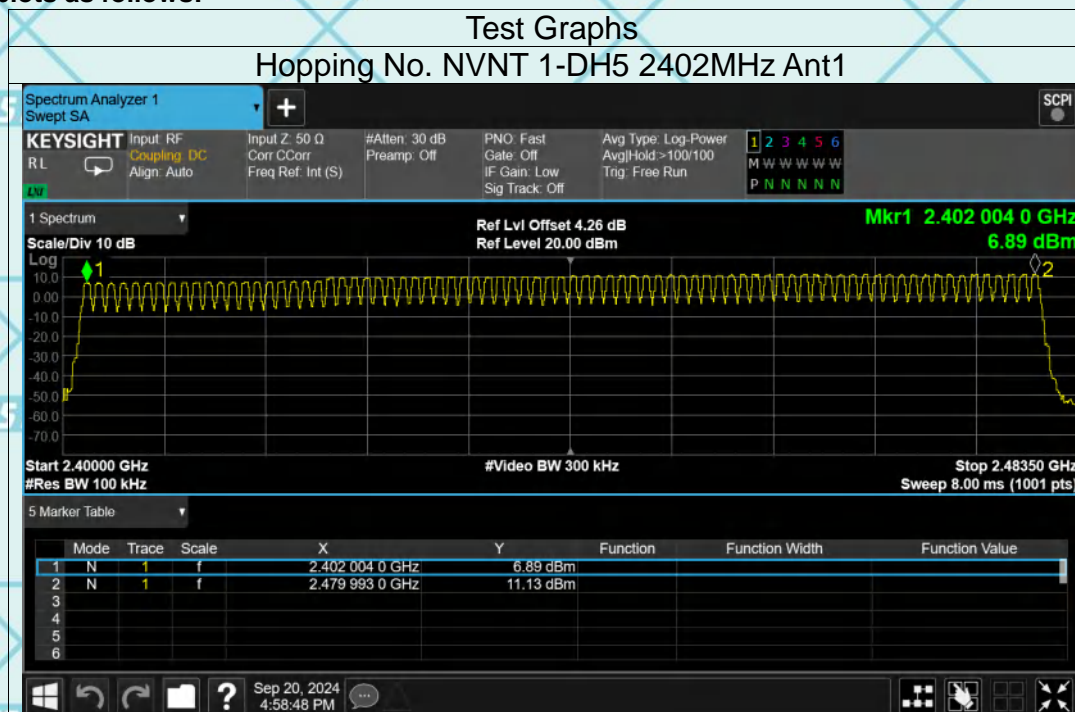 plots as follows:
Test Graphs
Hopping No. NVNT 1-DH5 2402MHz Ant1
Spectrum Analyzer 1
Swept SA
+
SCPI
KEYSIGHT
RL
LXI
Input: RF
Coupling: DC
Align: Auto
Input Z: 50 Ω
Corr CCorr
Freq Ref: Int (S)
#Atten: 30 dB
Preamp: Off
PNO: Fast
Gate: Off
IF Gain: Low
Sig Track: Off
Avg Type: Log-Power
Avg|Hold:>100/100
Trig: Free Run
1 2 3 4 5 6
M W W W W W
P N N N N N
1 Spectrum
Scale/Div 10 dB
Ref Lvl Offset 4.26 dB
Ref Level 20.00 dBm
Mkr1 2.402 004 0 GHz
6.89 dBm
Log
1
2
10.0
0.00
-10.0
-20.0
-30.0
-40.0
-50.0
-60.0
-70.0
Start 2.40000 GHz
#Res BW 100 kHz
#Video BW 300 kHz
Stop 2.48350 GHz
Sweep 8.00 ms (1001 pts)
5 Marker Table
Mode Trace Scale X Y Function Function Width Function Value
1 N 1 f 2.402 004 0 GHz 6.89 dBm
2 N 1 f 2.479 993 0 GHz 11.13 dBm
3
4
5
6
?
Sep 20, 2024
4:58:48 PM